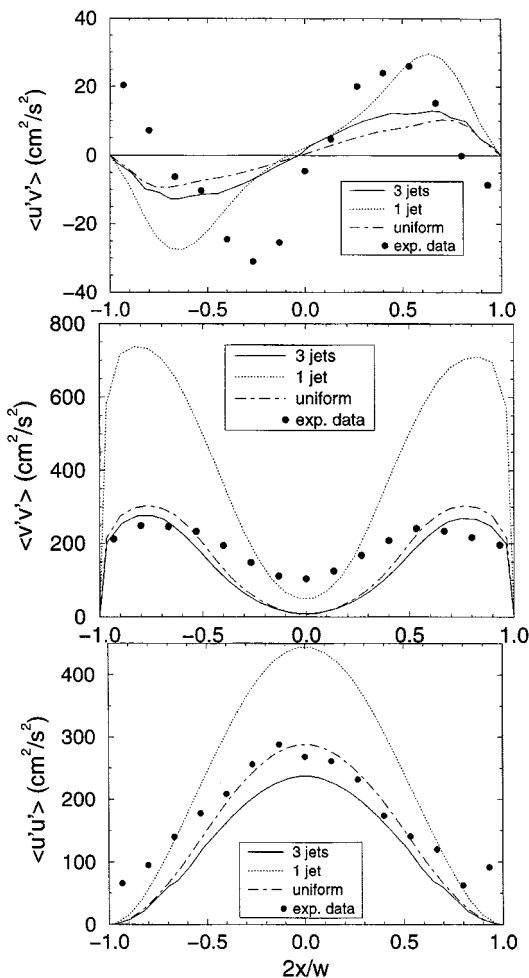 40
20
0
−20
−40
<u'v'> (cm²/s²)
3 jets
1 jet
uniform
exp. data
−1.0 −0.5 0.0 0.5 1.0
800
600
400
200
0
<v'v'> (cm²/s²)
3 jets
1 jet
uniform
exp. data
−1.0 −0.5 0.0 0.5 1.0
400
300
200
100
0
<u'u'> (cm²/s²)
3 jets
1 jet
uniform
exp. data
−1.0 −0.5 0.0 0.5 1.0
2x/w